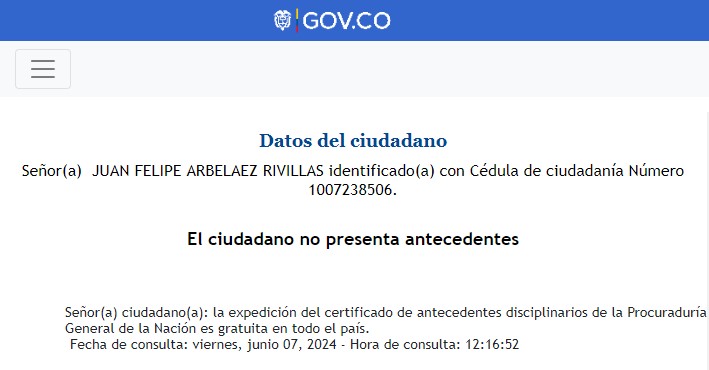 GOV.CO
Datos del ciudadano
Señor(a) JUAN FELIPE ARBELAEZ RIVILLAS identificado(a) con Cédula de ciudadanía Número
1007238506.
El ciudadano no presenta antecedentes
Señor(a) ciudadano(a): la expedición del certificado de antecedentes disciplinarios de la Procuraduría
General de la Nación es gratuita en todo el país.
Fecha de consulta: viernes, junio 07, 2024 - Hora de consulta: 12:16:52